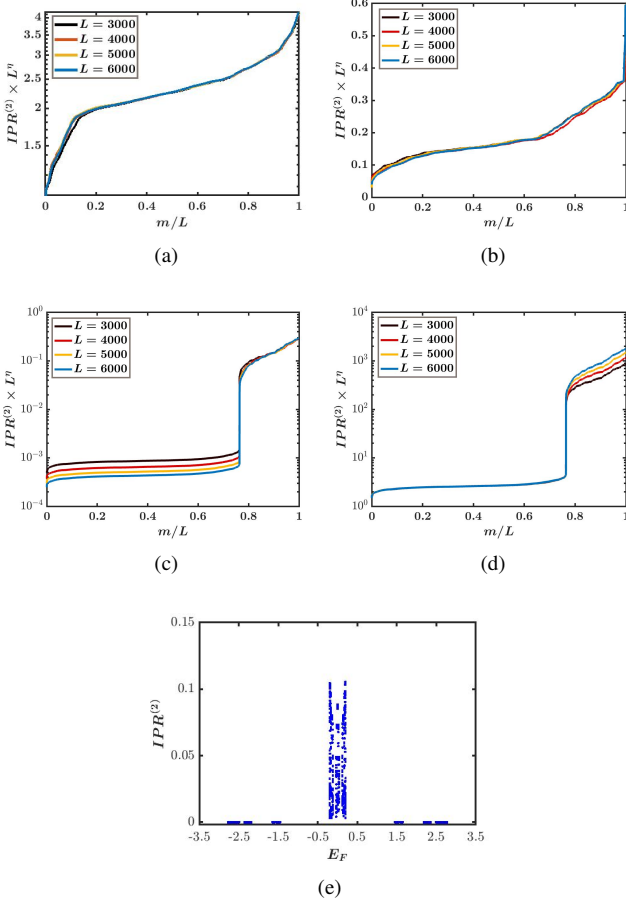 4
3.5
3
2.5
2
1.5
IPR^(2) × L^η
L = 3000
L = 4000
L = 5000
L = 6000
0 0.2 0.4 0.6 0.8 1
m/L
(a)
0.6
0.5
0.4
0.3
0.2
0.1
0
IPR^(2) × L^η
L = 3000
L = 4000
L = 5000
L = 6000
0 0.2 0.4 0.6 0.8 1
m/L
(b)
10^0
10^-1
10^-2
10^-3
10^-4
IPR^(2) × L^η
L = 3000
L = 4000
L = 5000
L = 6000
0 0.2 0.4 0.6 0.8 1
m/L
(c)
10^4
10^3
10^2
10^1
10^0
IPR^(2) × L^η
L = 3000
L = 4000
L = 5000
L = 6000
0 0.2 0.4 0.6 0.8 1
m/L
(d)
0.15
0.1
0.05
0
IPR^(2)
-3.5 -2.5 -1.5 -0.5 0.5 1.5 2.5 3.5
E_F
(e)